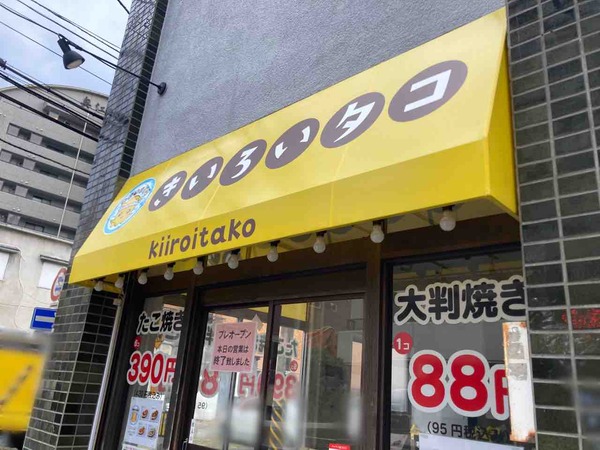 きいろいタコ
kiiroitako
たこ焼き
390円
プレオープン
本日の営業は
終了致しました
大判焼き
1コ
88円
(95円税込